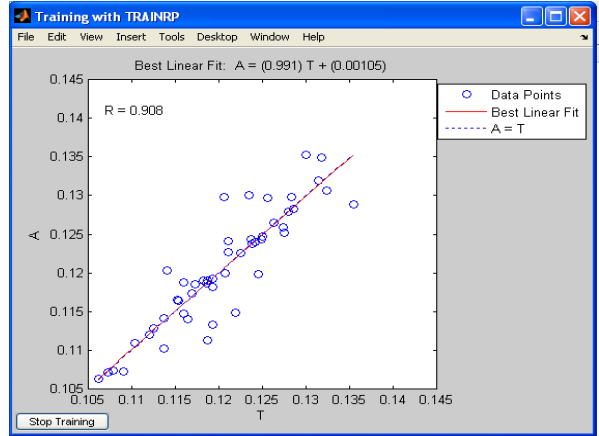 Training with TRAINRP
File Edit View Insert Tools Desktop Window Help
Best Linear Fit: A = (0.991) T + (0.00105)
R = 0.908
Data Points
Best Linear Fit
A = T
0.145
0.14
0.135
0.13
0.125
0.12
0.115
0.11
0.105
A
0.105 0.11 0.115 0.12 0.125 0.13 0.135 0.14 0.145
T
Stop Training